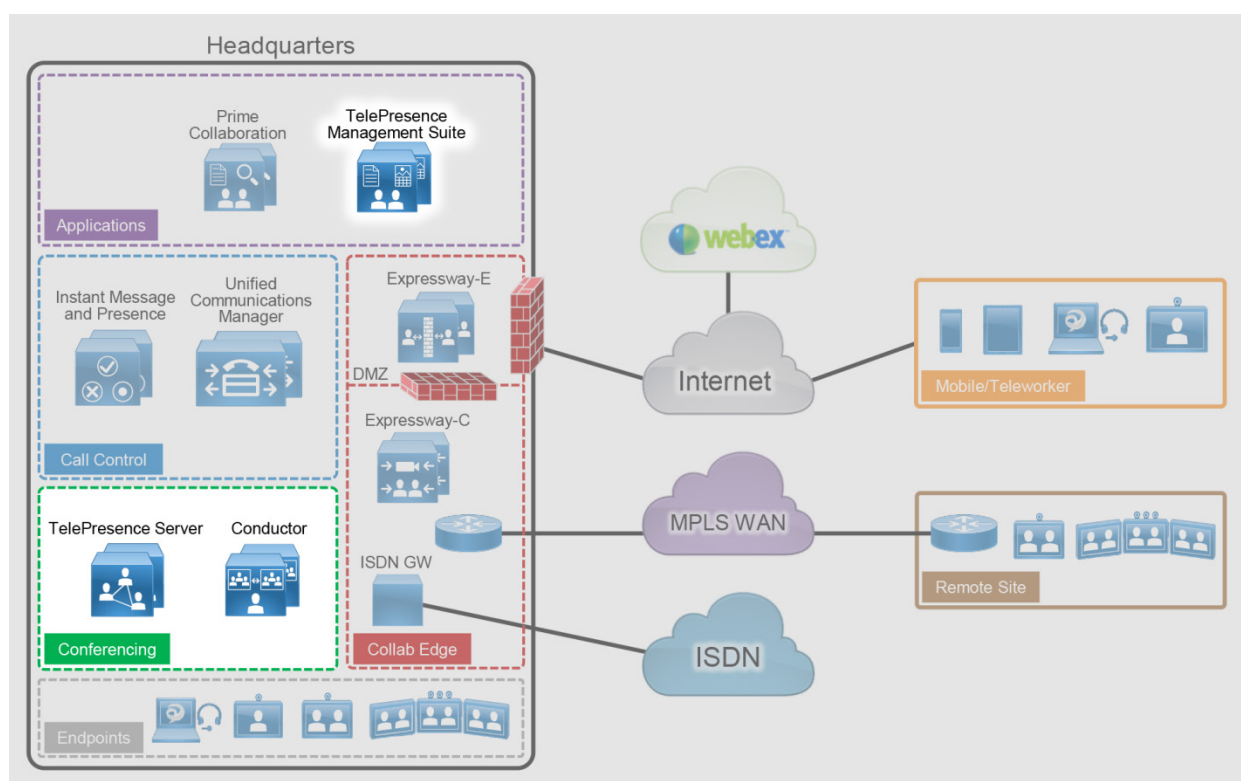 Headquarters
Prime
Collaboration
TelePresence
Management Suite
Applications
Instant Message
and Presence
Unified
Communications
Manager
Call Control
Expressway-E
DMZ
Expressway-C
ISDN GW
Collab Edge
TelePresence Server
Conductor
Conferencing
Endpoints
webex
Internet
MPLS WAN
ISDN
Mobile/Teleworker
Remote Site